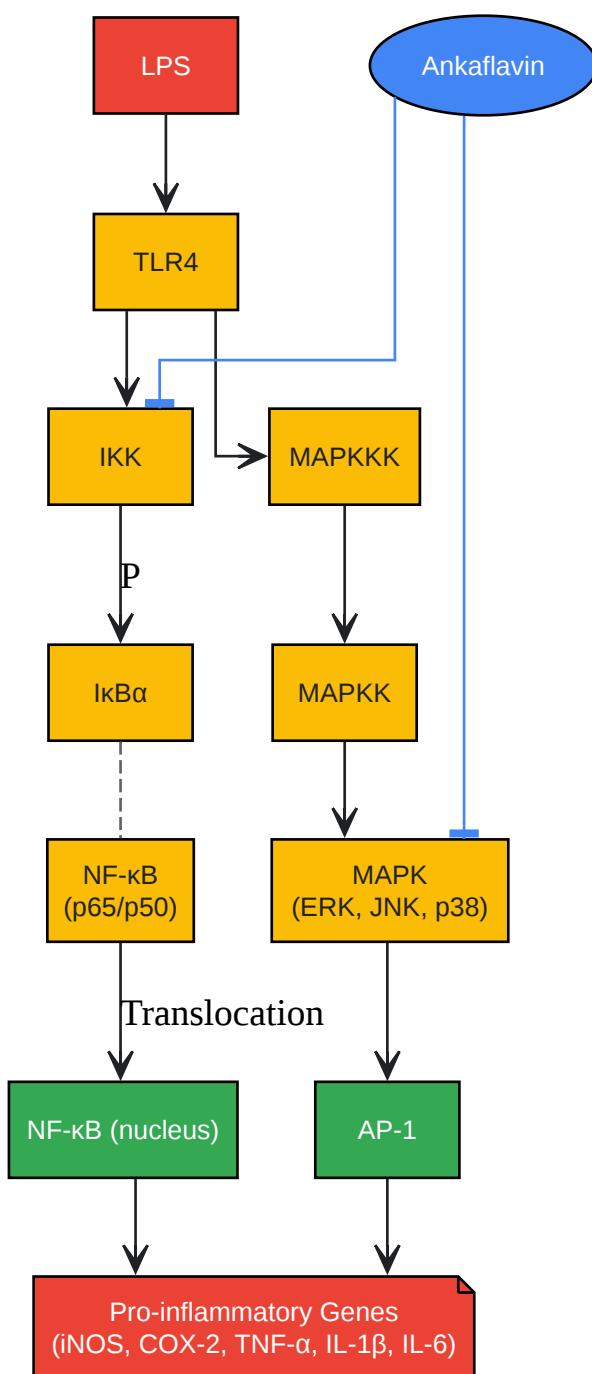 LPS
Ankaflavin
TLR4
IKK
MAPKKK
P
IκBα
MAPKK
NF-κB
(p65/p50)
MAPK
(ERK, JNK, p38)
Translocation
NF-κB (nucleus)
AP-1
Pro-inflammatory Genes
(iNOS, COX-2, TNF-α, IL-1β, IL-6)